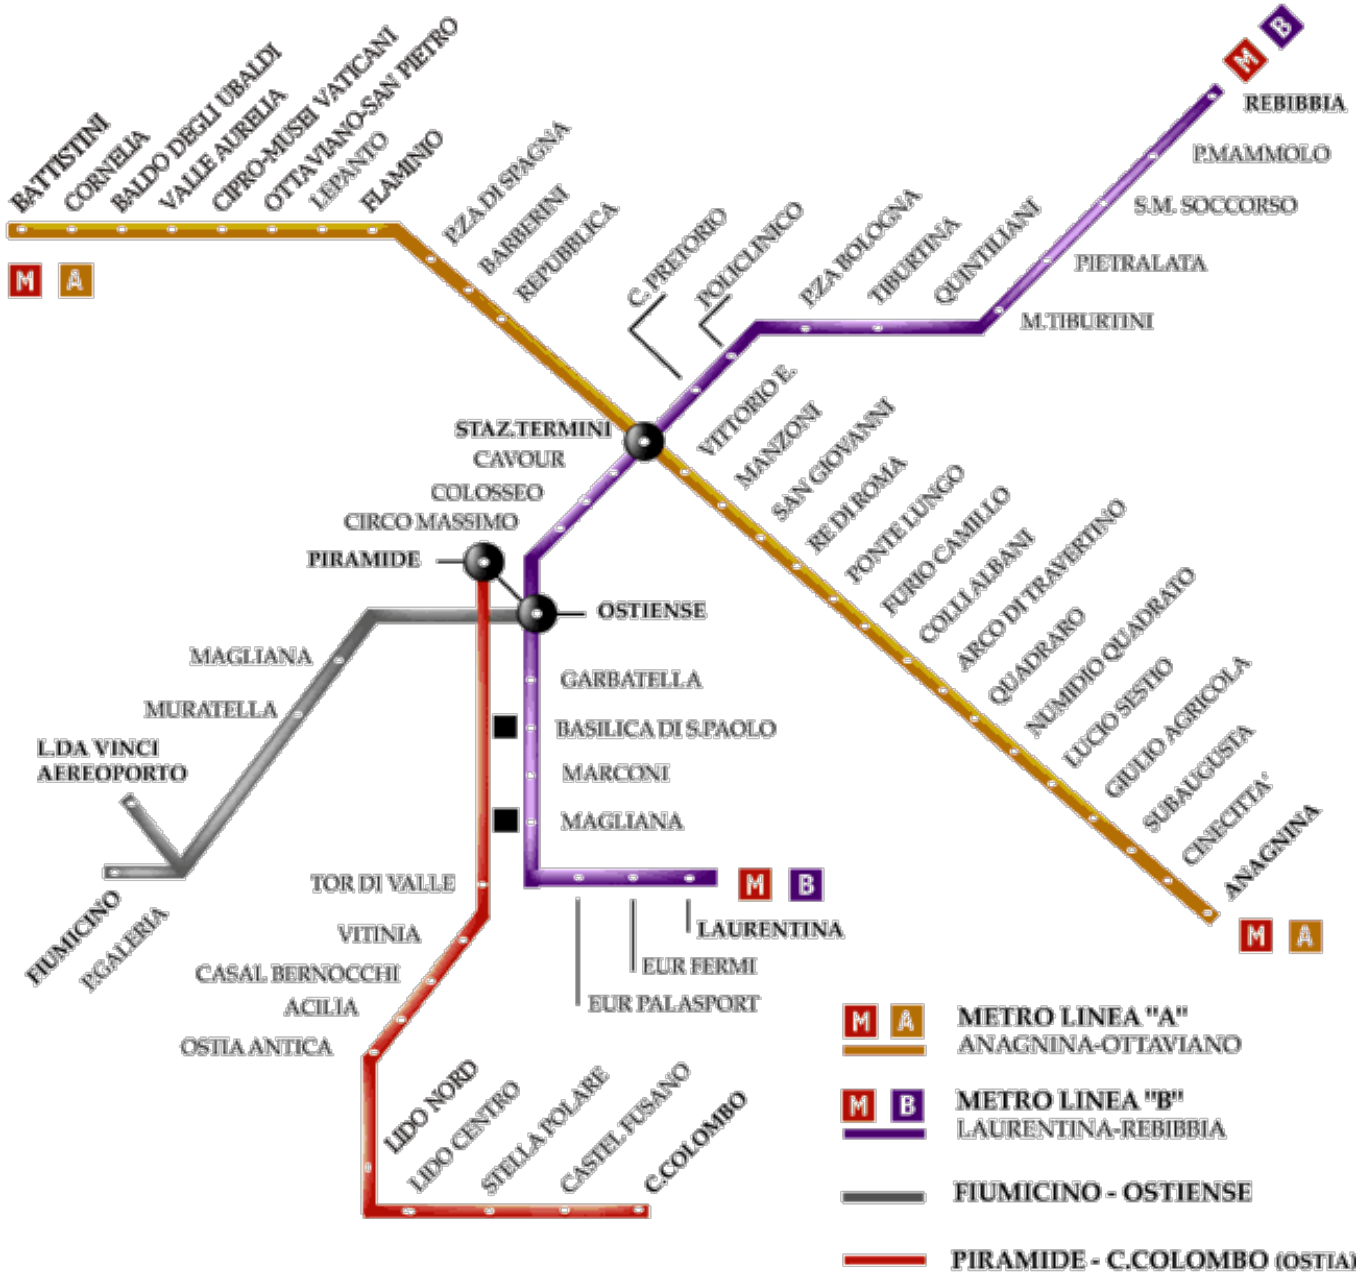 BATTISTINI
CORNELIA
BALDO DEGLI UBALDI
VALLE AURELIA
CIPRO-MUSEI VATICANI
OTTAVIANO-SAN PIETRO
LEPANTO
FLAMINIO
P.ZA DI SPAGNA
BARBERINI
REPUBBLICA
M A
C. PRETORIO
POLICLINICO
P.ZA BOLOGNA
TIBURTINA
QUINTILIANI
M B
REBIBBIA
P.MAMMOLO
S.M. SOCCORSO
PIETRALATA
M.TIBURTINI
STAZ.TERMINI
CAVOUR
COLOSSEO
CIRCO MASSIMO
PIRAMIDE
OSTIENSE
VITTORIO E.
MANZONI
SAN GIOVANNI
RE DI ROMA
PONTE LUNGO
FURIO CAMILLO
COLLI ALBANI
ARCO DI TRAVERTINO
QUADRARO
NUMIDIO QUADRATO
LUCIO SESTIO
GIULIO AGRICOLA
SUBAUGUSTA
CINECITTA'
ANAGNINA
M A
MAGLIANA
MURATELLA
L.DA VINCI
AEREOPORTO
FIUMICINO
P.GALERIA
GARBATELLA
BASILICA DI S.PAOLO
MARCONI
MAGLIANA
M B
LAURENTINA
EUR FERMI
EUR PALASPORT
TOR DI VALLE
VITINIA
CASAL BERNOCCHI
ACILIA
OSTIA ANTICA
LIDO NORD
LIDO CENTRO
STELLA POLARE
CASTEL FUSANO
C.COLOMBO
M A METRO LINEA "A"
ANAGNINA-OTTAVIANO
M B METRO LINEA "B"
LAURENTINA-REBIBBIA
FIUMICINO - OSTIENSE
PIRAMIDE - C.COLOMBO (OSTIA)